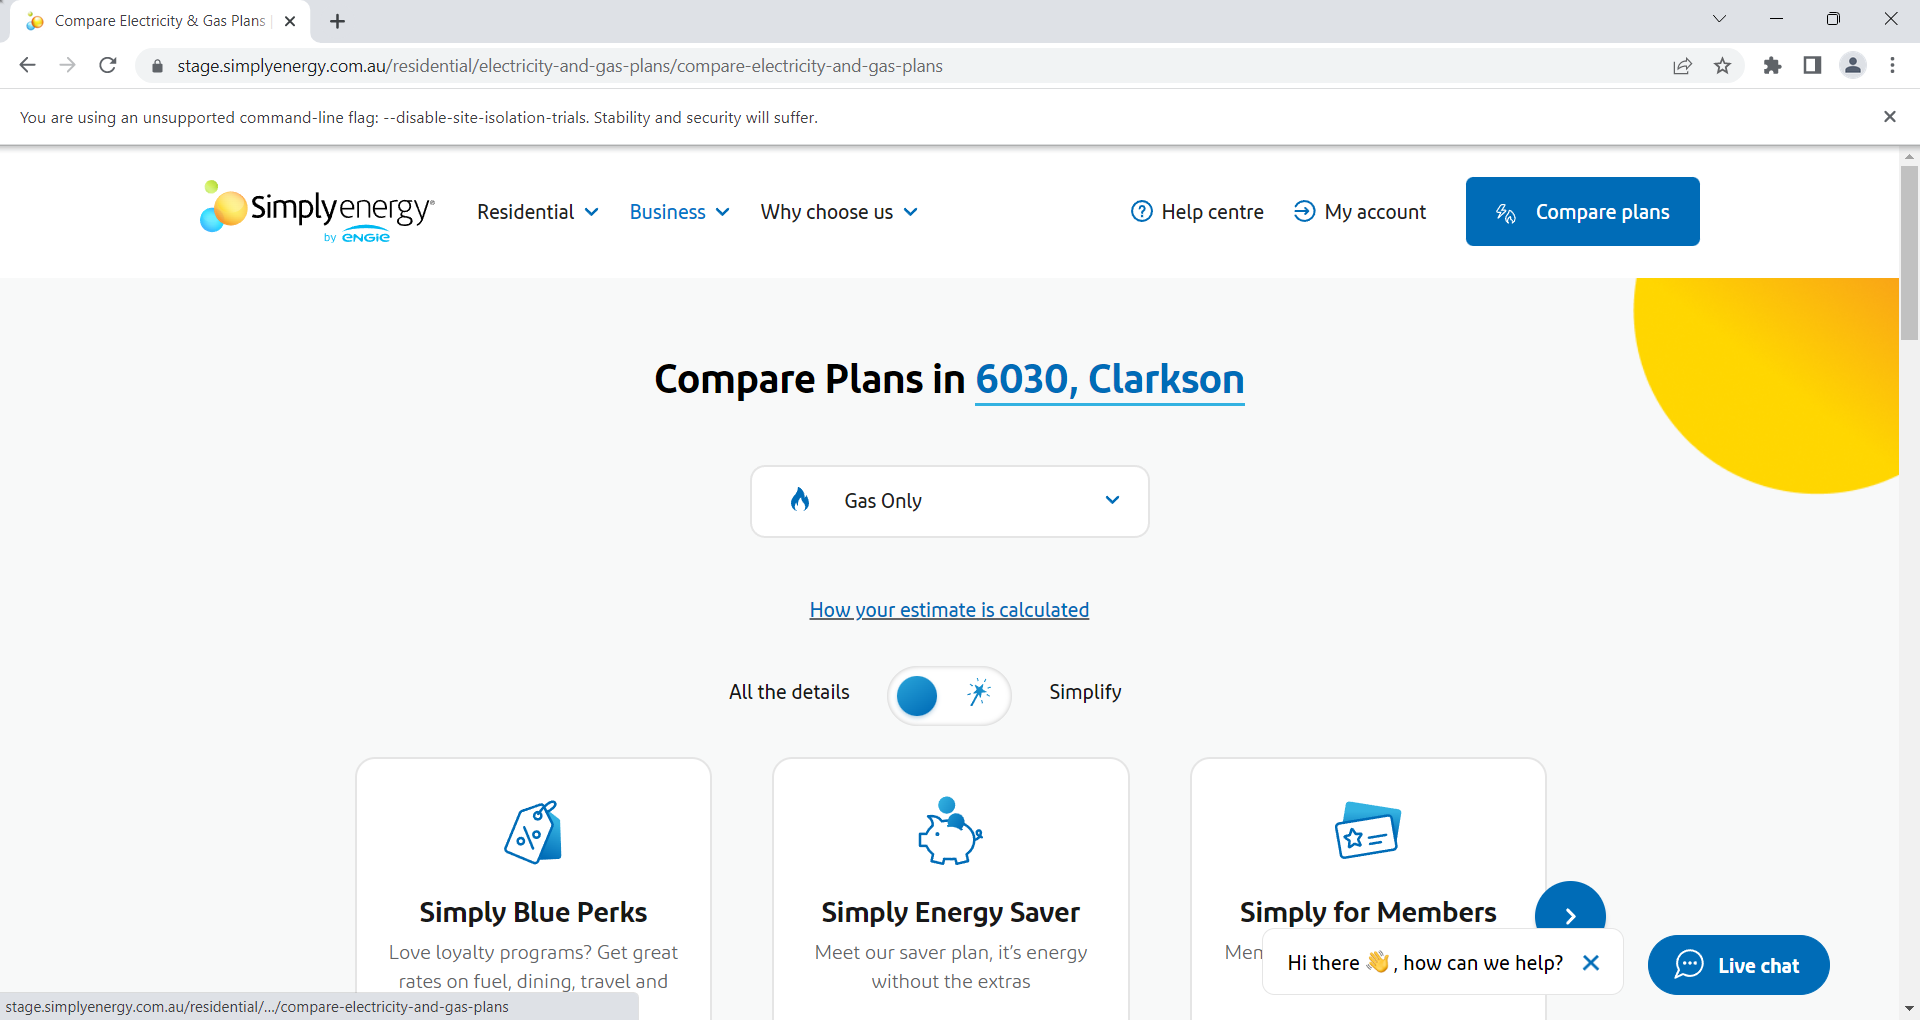 Compare Electricity & Gas Plans
stage.simplyenergy.com.au/residential/electricity-and-gas-plans/compare-electricity-and-gas-plans
You are using an unsupported command-line flag: --disable-site-isolation-trials. Stability and security will suffer.
Simplyenergy®
by ENGIE
Residential
Business
Why choose us
Help centre
My account
Compare plans
Compare Plans in 6030, Clarkson
Gas Only
How your estimate is calculated
All the details
Simplify
Simply Blue Perks
Love loyalty programs? Get great
rates on fuel, dining, travel and
Simply Energy Saver
Meet our saver plan, it's energy
without the extras
Simply for Members
Hi there 👋, how can we help?
Live chat
stage.simplyenergy.com.au/residential/.../compare-electricity-and-gas-plans